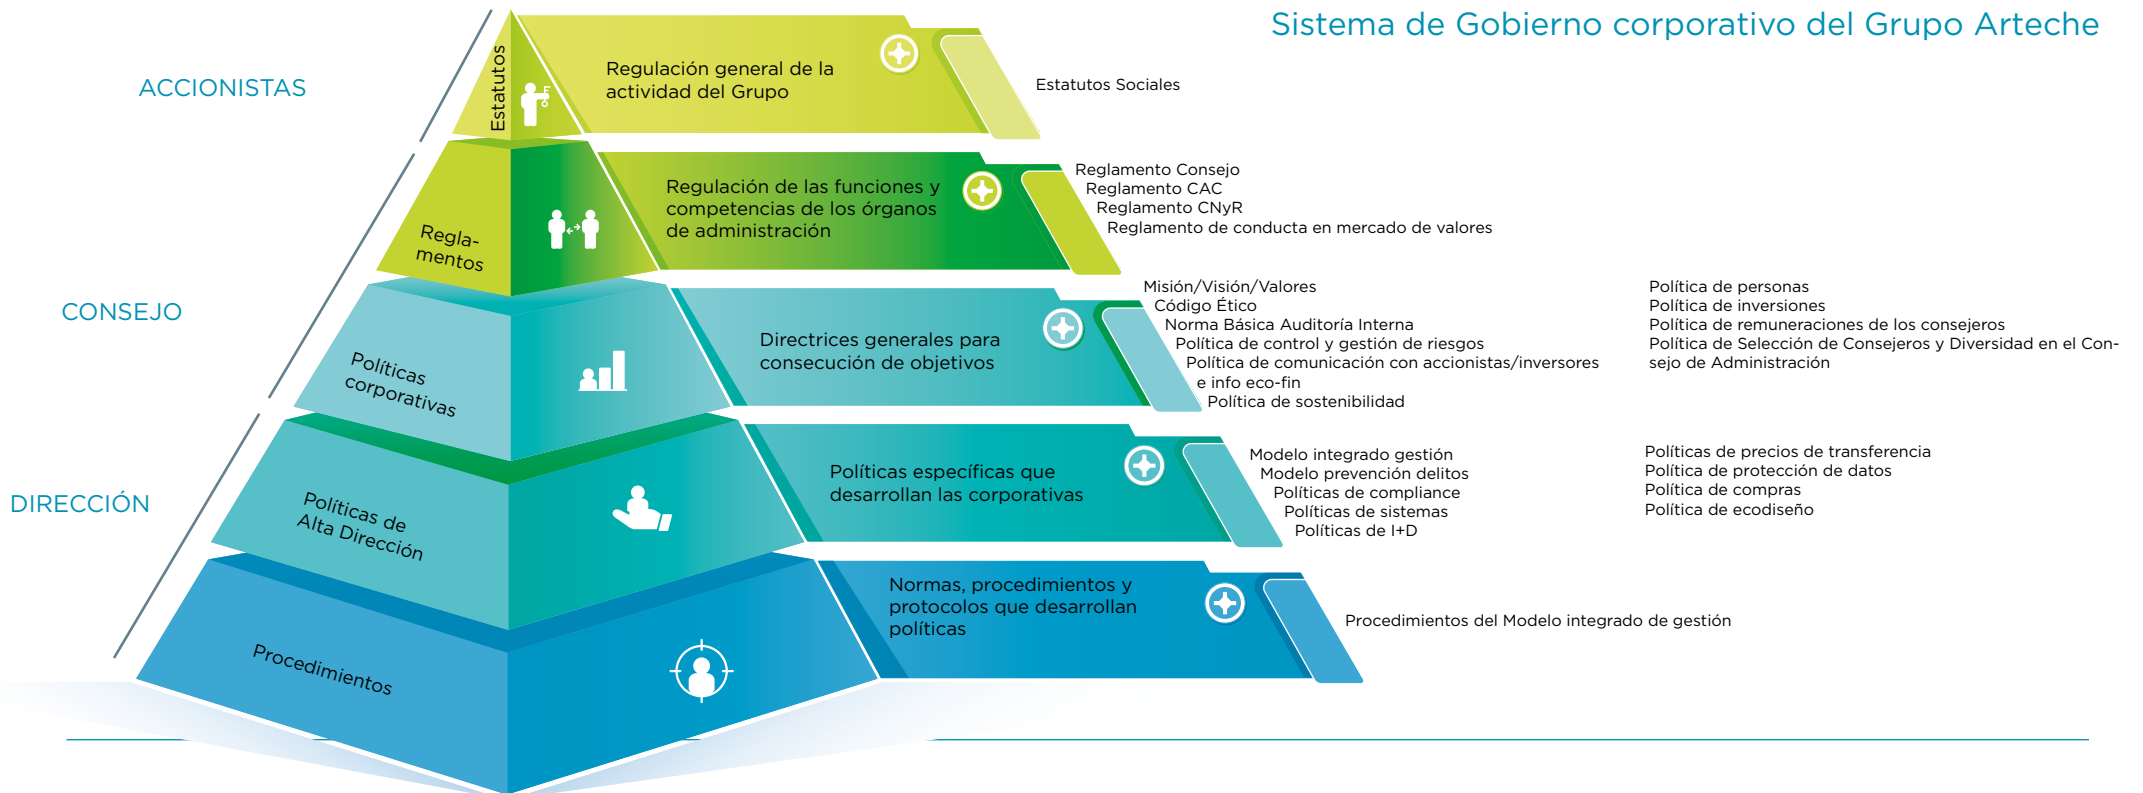 Sistema de Gobierno corporativo del Grupo Arteche
ACCIONISTAS
Estatutos
Regulación general de la
actividad del Grupo
Estatutos Sociales
CONSEJO
Regla-
mentos
Regulación de las funciones y
competencias de los órganos
de administración
Reglamento Consejo
Reglamento CAC
Reglamento CNyR
Reglamento de conducta en mercado de valores
Políticas
corporativas
Directrices generales para
consecución de objetivos
Misión/Visión/Valores
Código Ético
Norma Básica Auditoría Interna
Política de control y gestión de riesgos
Política de comunicación con accionistas/inversores
e info eco-fin
Política de sostenibilidad
Política de personas
Política de inversiones
Política de remuneraciones de los consejeros
Política de Selección de Consejeros y Diversidad en el Con-
sejo de Administración
DIRECCIÓN
Políticas de
Alta Dirección
Políticas específicas que
desarrollan las corporativas
Modelo integrado gestión
Modelo prevención delitos
Políticas de compliance
Políticas de sistemas
Políticas de I+D
Políticas de precios de transferencia
Política de protección de datos
Política de compras
Política de ecodiseño
Procedimientos
Normas, procedimientos y
protocolos que desarrollan
políticas
Procedimientos del Modelo integrado de gestión